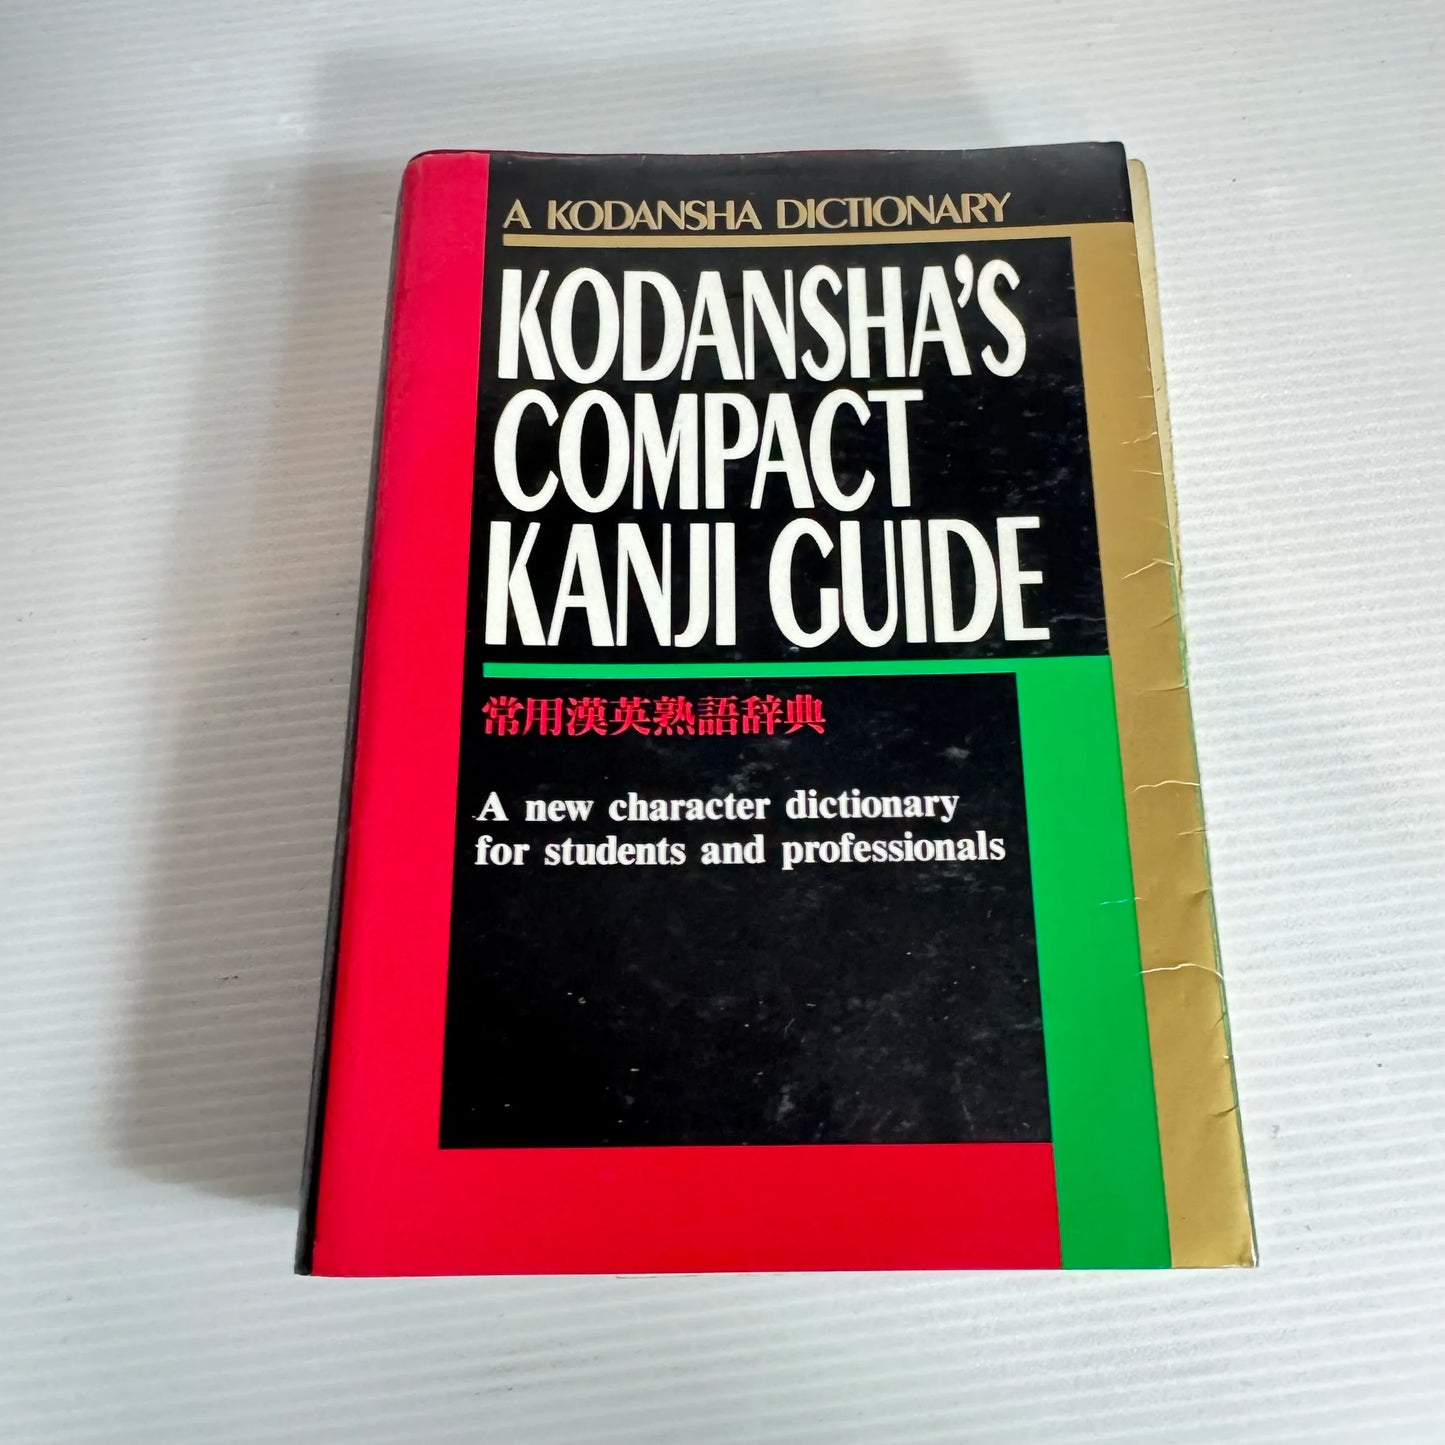 A KODANSHA DICTIONARY
KODANSHA'S
COMPACT
KANJI GUIDE
常用漢英熟語辞典
A new character dictionary
for students and professionals